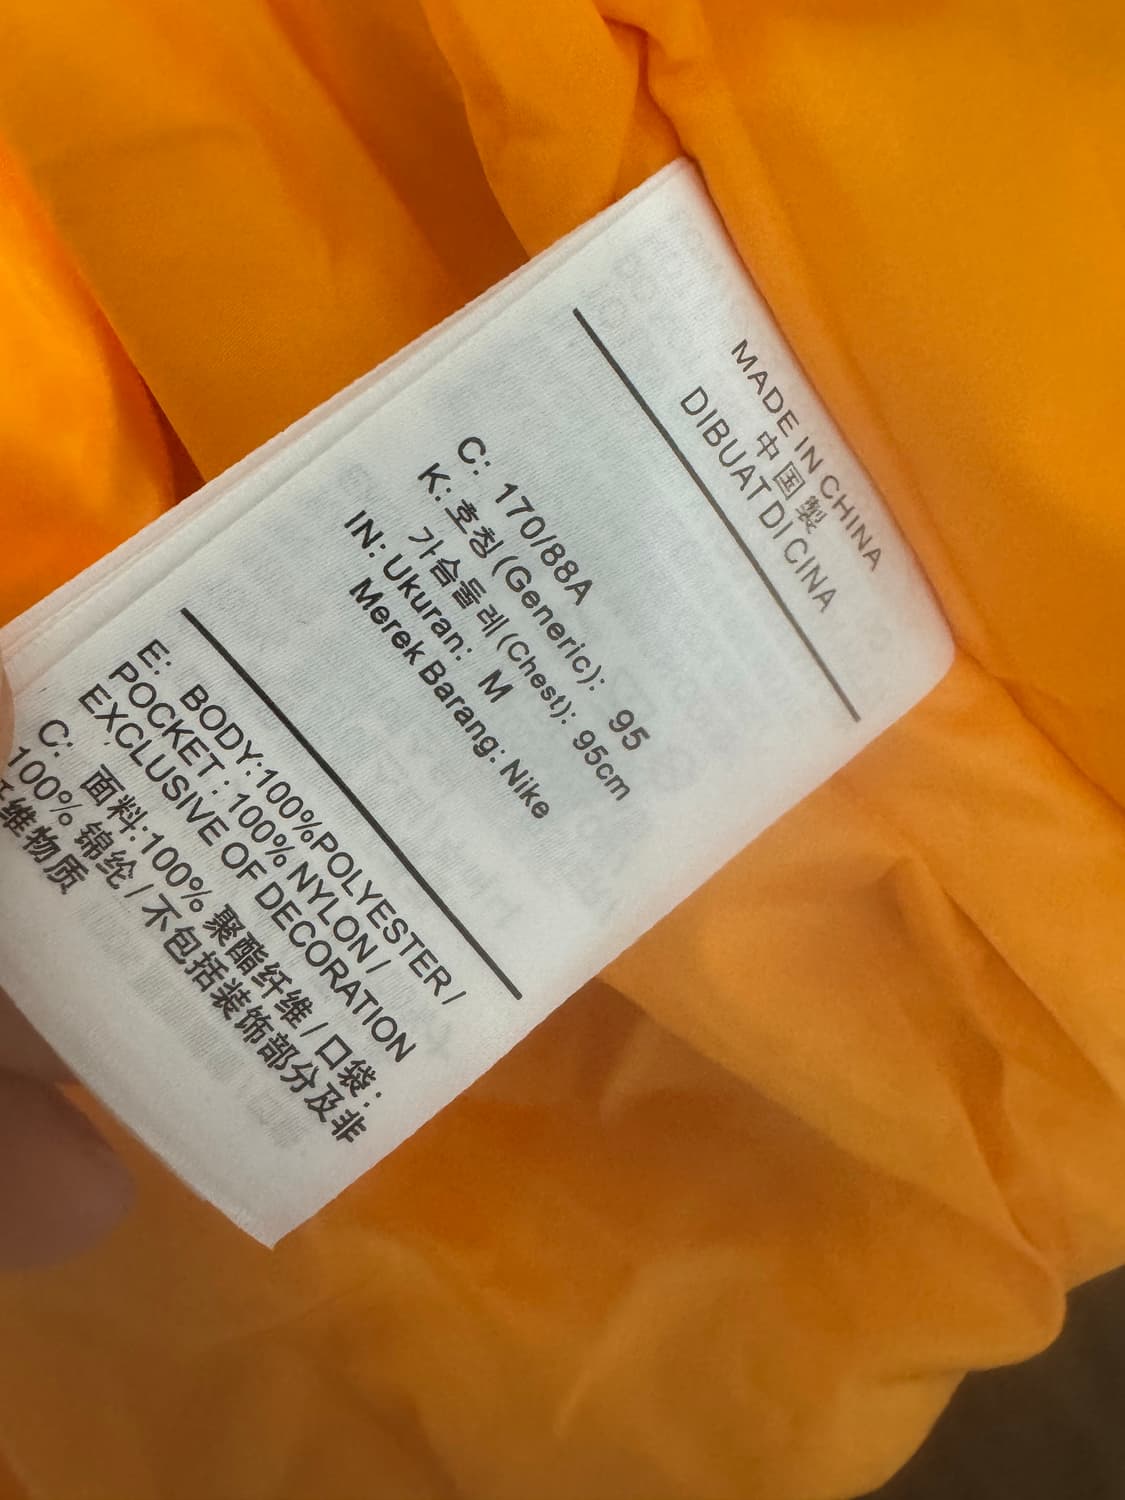 MADE IN CHINA
中国製
DIBUAT DI CINA
C: 170/88A
K: 호칭 (Generic): 95
가슴둘레 (Chest): 95cm
IN: Ukuran: M
Merek Barang: Nike
E: BODY:100%POLYESTER /
POCKET : 100% NYLON /
EXCLUSIVE OF DECORATION
C: 面料:100% 聚酯纤维 / 口袋:
100% 锦纶 / 不包括装饰部分及非
纤维物质